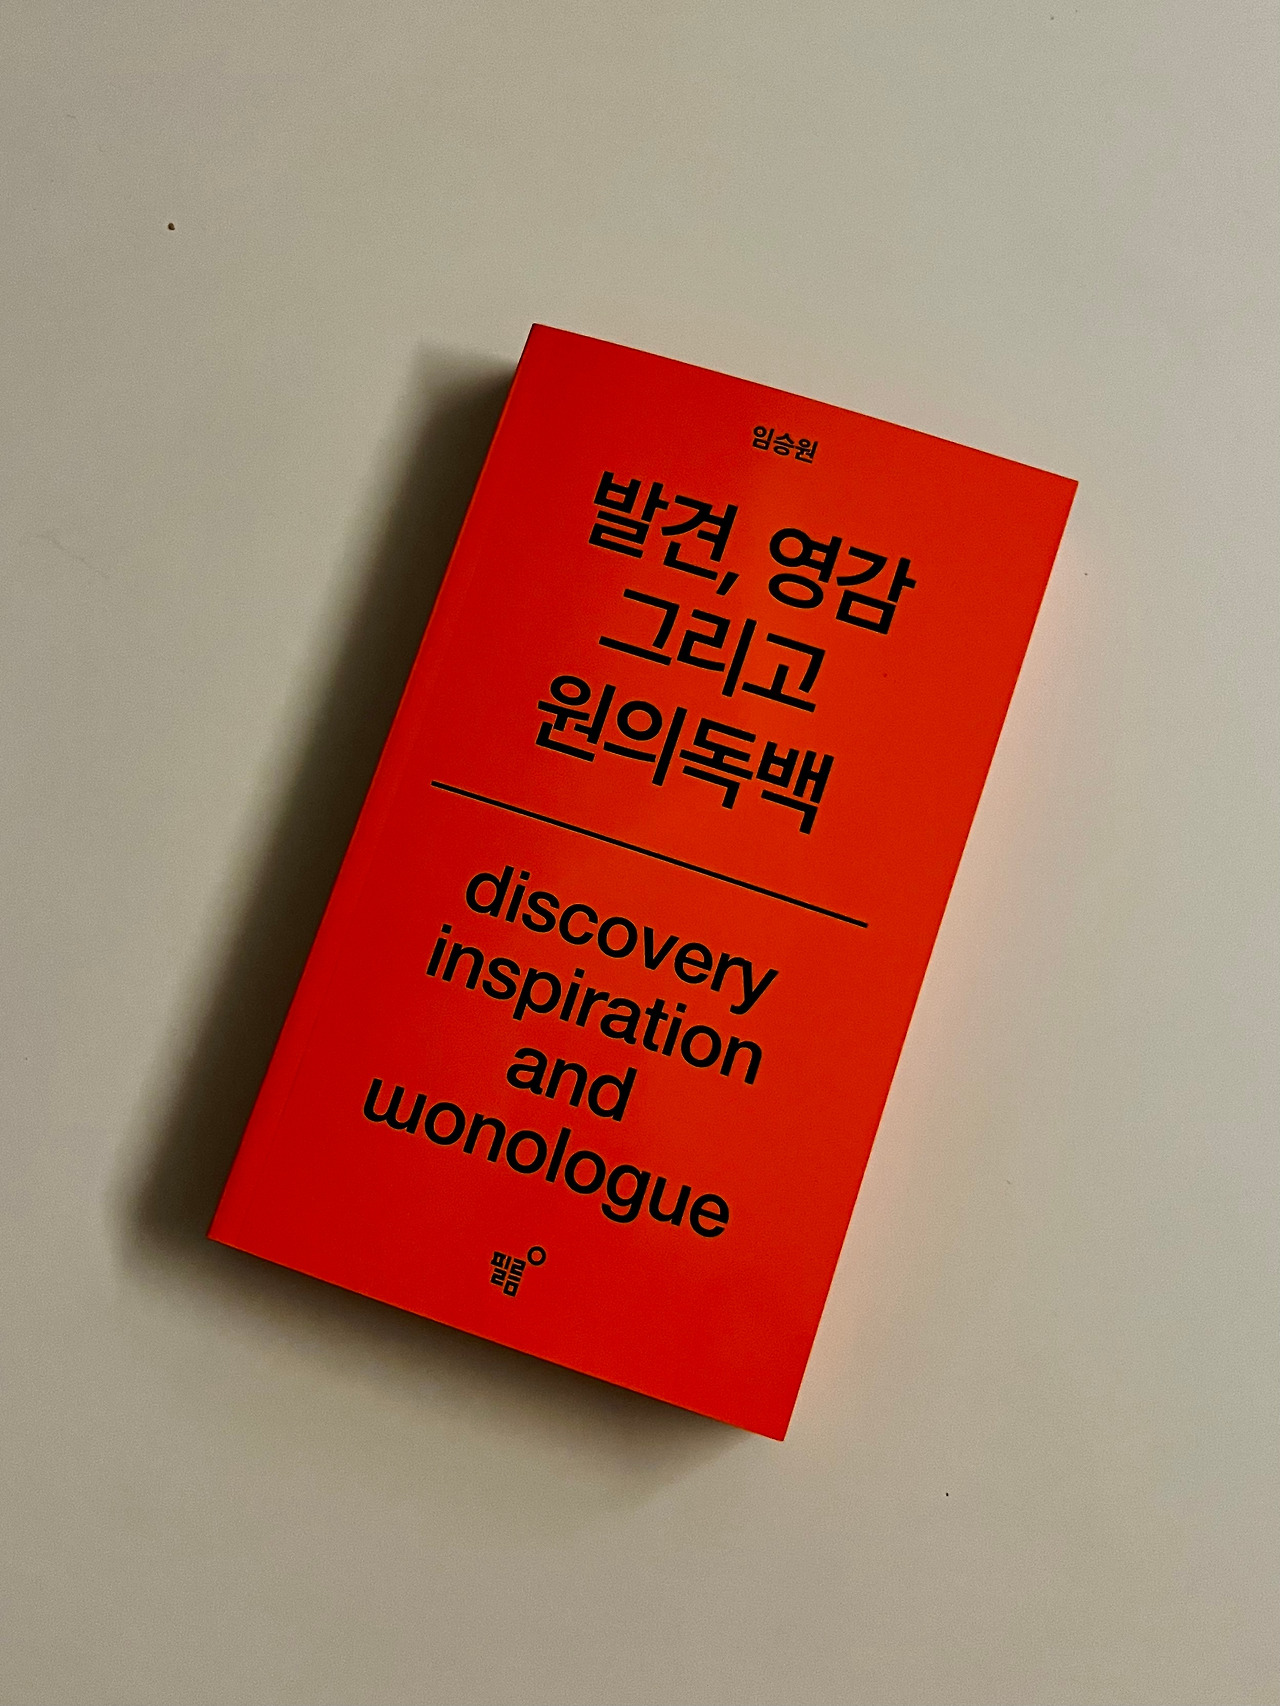 임승원
발견, 영감
그리고
원의독백
discovery
inspiration
and
wonologue
필름